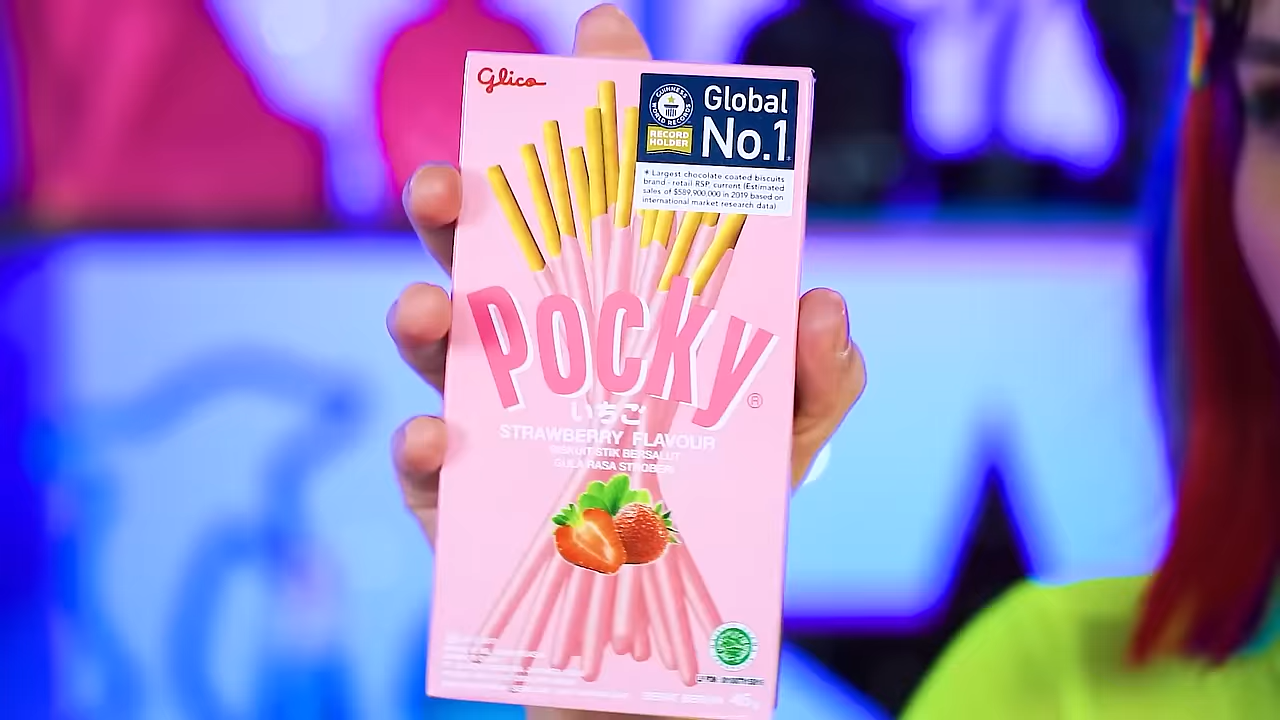 Glico
GUINNESS WORLD RECORDS
RECORD
HOLDER
Global
No.1*
* Largest chocolate coated biscuits
brand - retail RSP, current (Estimated
sales of $589,900,000 in 2019 based on
international market research data)
POCKY®
いちご
STRAWBERRY FLAVOUR
BISKUIT STIK BERSALUT
GULA RASA STROBERI
45g